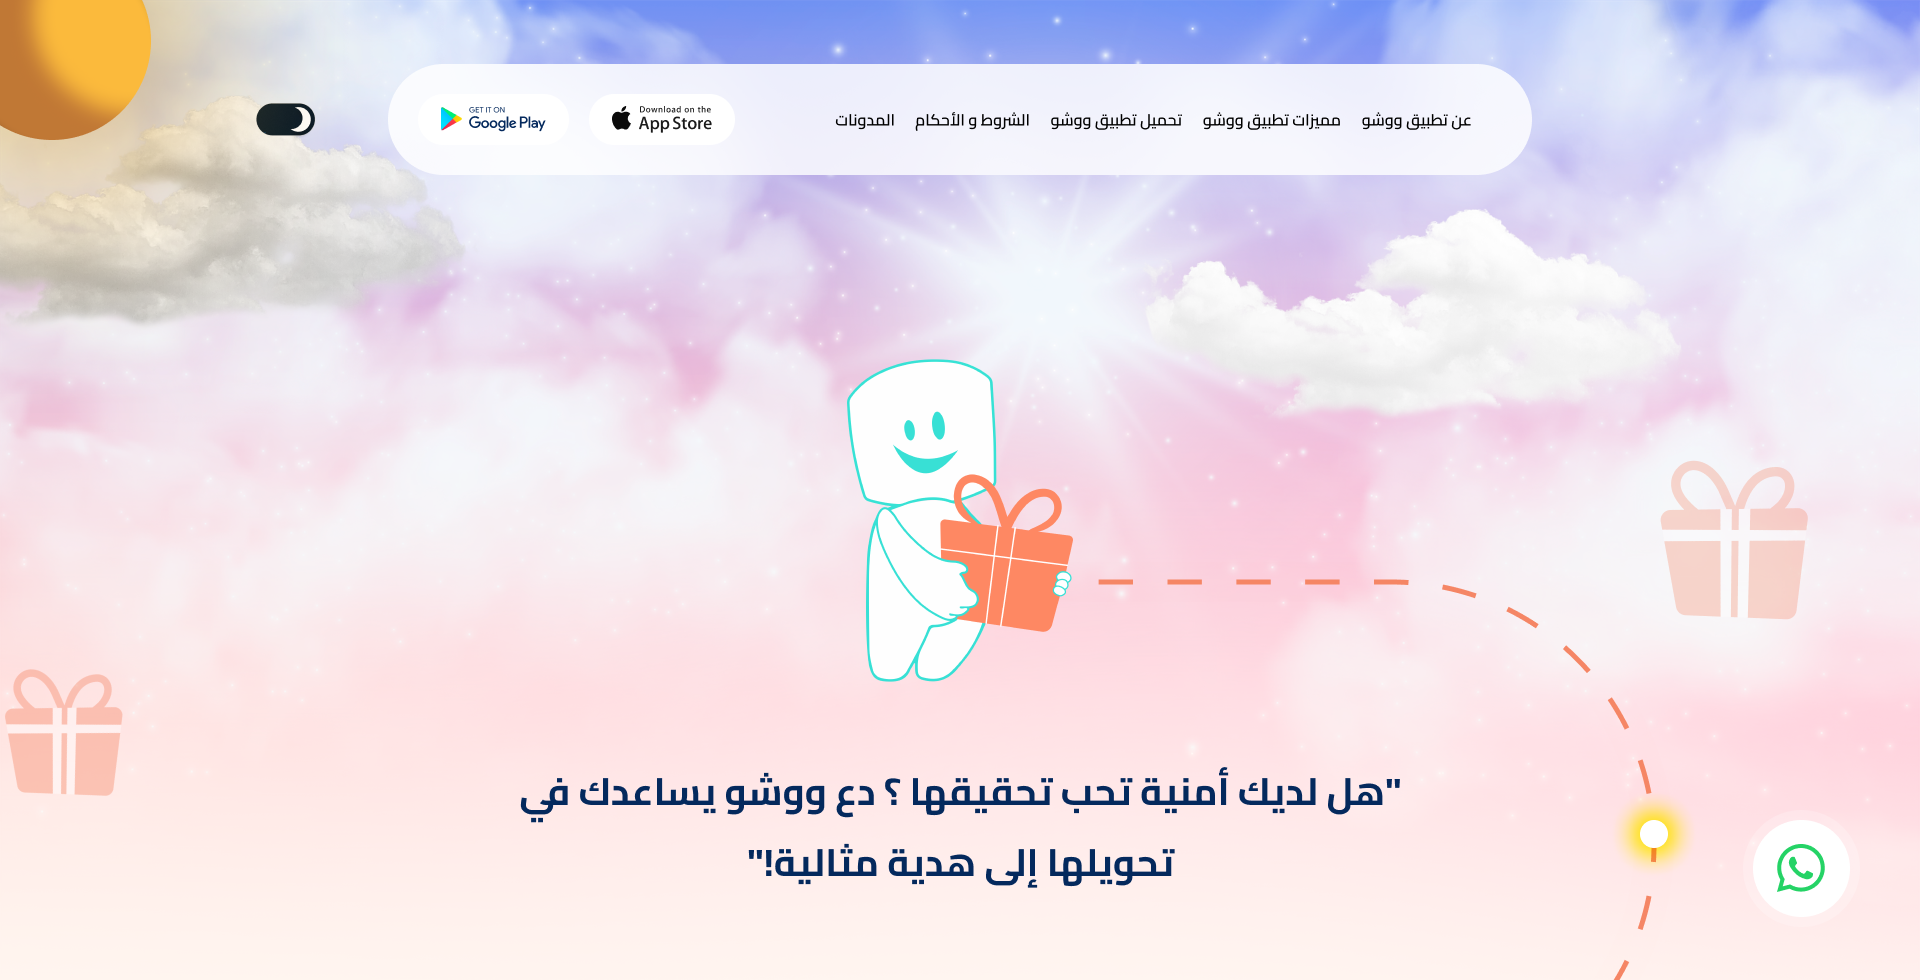 عن تطبيق ووشو
مميزات تطبيق ووشو
تحميل تطبيق ووشو
الشروط و الأحكام
المدونات
Download on the
App Store
GET IT ON
Google Play
"هل لديك أمنية تحب تحقيقها ؟ دع ووشو يساعدك في
تحويلها إلى هدية مثالية!"